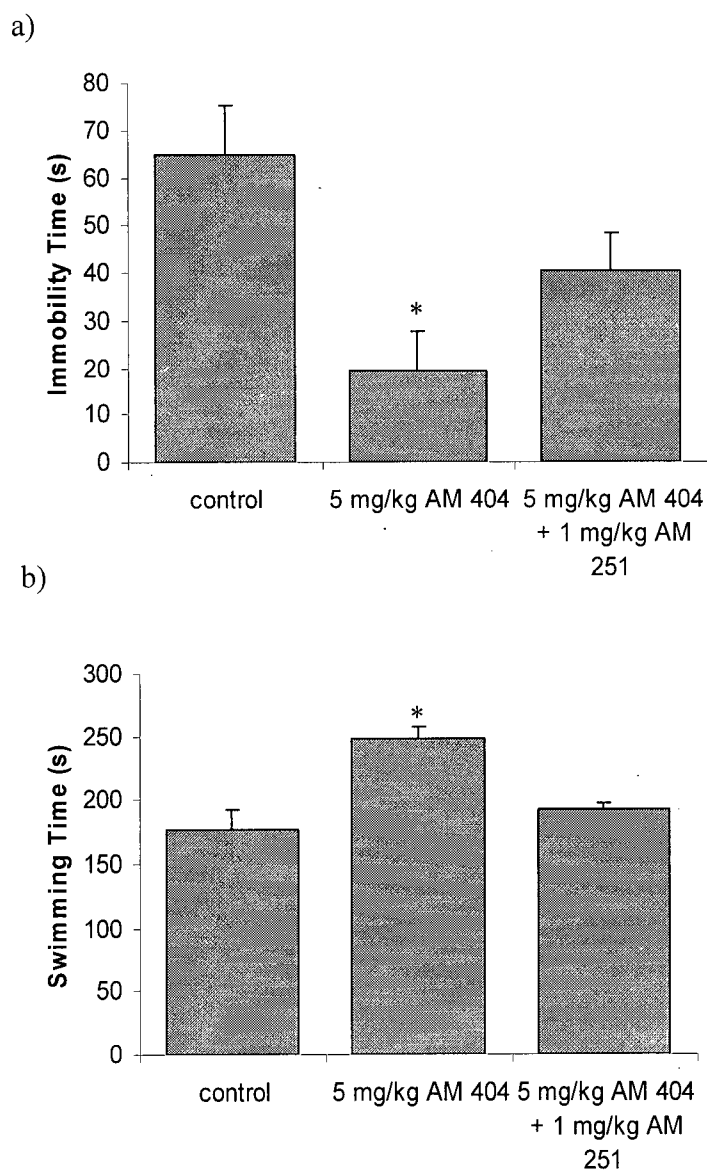 a)
80
70
60
50
40
30
20
10
0
Immobility Time (s)
*
control
5 mg/kg AM 404
5 mg/kg AM 404
+ 1 mg/kg AM
251
b)
300
250
200
150
100
50
0
Swimming Time (s)
*
control
5 mg/kg AM 404
5 mg/kg AM 404
+ 1 mg/kg AM
251